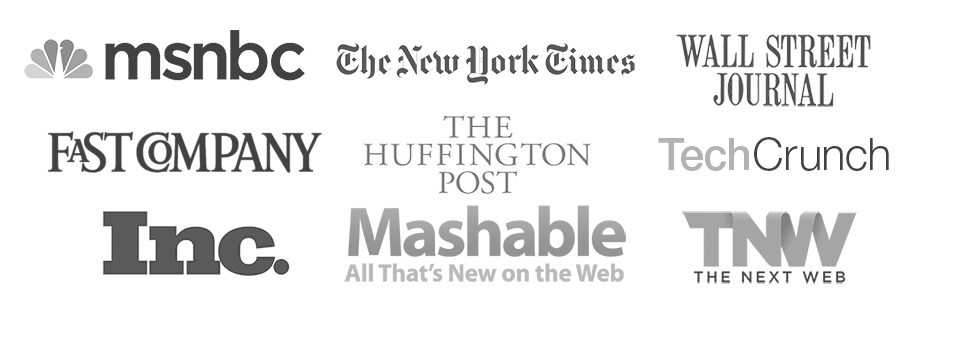 msnbc
The New York Times
WALL STREET
JOURNAL
FAST COMPANY
THE
HUFFINGTON
POST
TechCrunch
Inc.
Mashable
All That's New on the Web
TNW
THE NEXT WEB